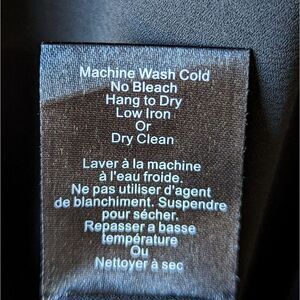 Machine Wash Cold
No Bleach
Hang to Dry
Low Iron
Or
Dry Clean
Laver à la machine
à l'eau froide.
Ne pas utiliser d'agent
de blanchiment. Suspendre
pour sécher.
Repasser a basse
température
Ou
Nettoyer à sec